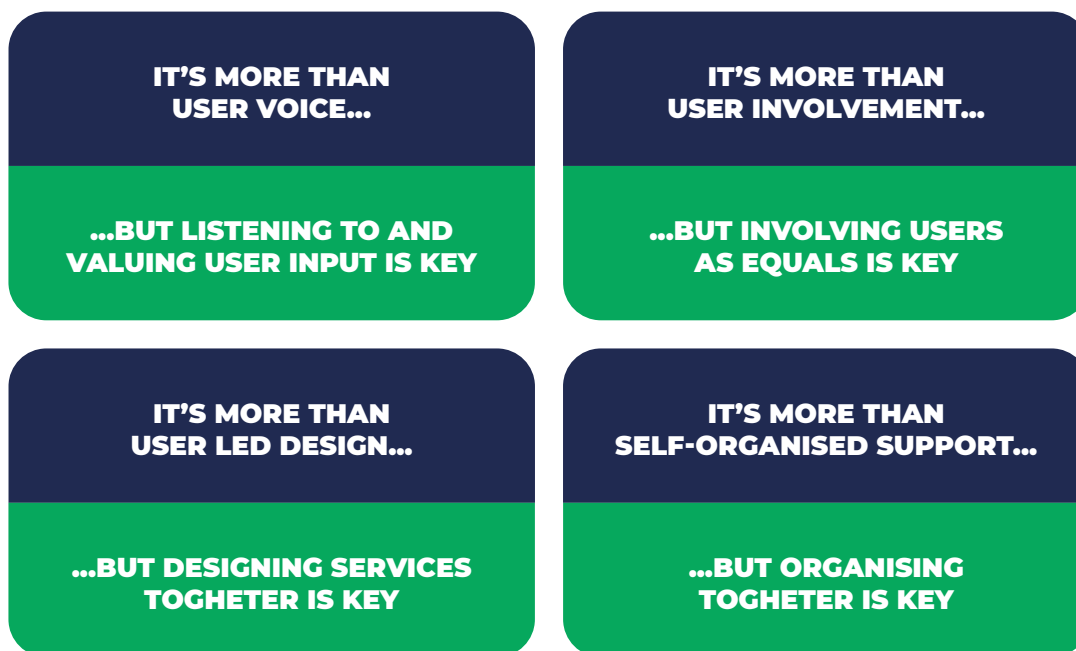 IT’S MORE THAN
USER VOICE...
...BUT LISTENING TO AND
VALUING USER INPUT IS KEY
IT’S MORE THAN
USER INVOLVEMENT...
...BUT INVOLVING USERS
AS EQUALS IS KEY
IT’S MORE THAN
USER LED DESIGN...
...BUT DESIGNING SERVICES
TOGHETER IS KEY
IT’S MORE THAN
SELF-ORGANISED SUPPORT...
...BUT ORGANISING
TOGHETER IS KEY